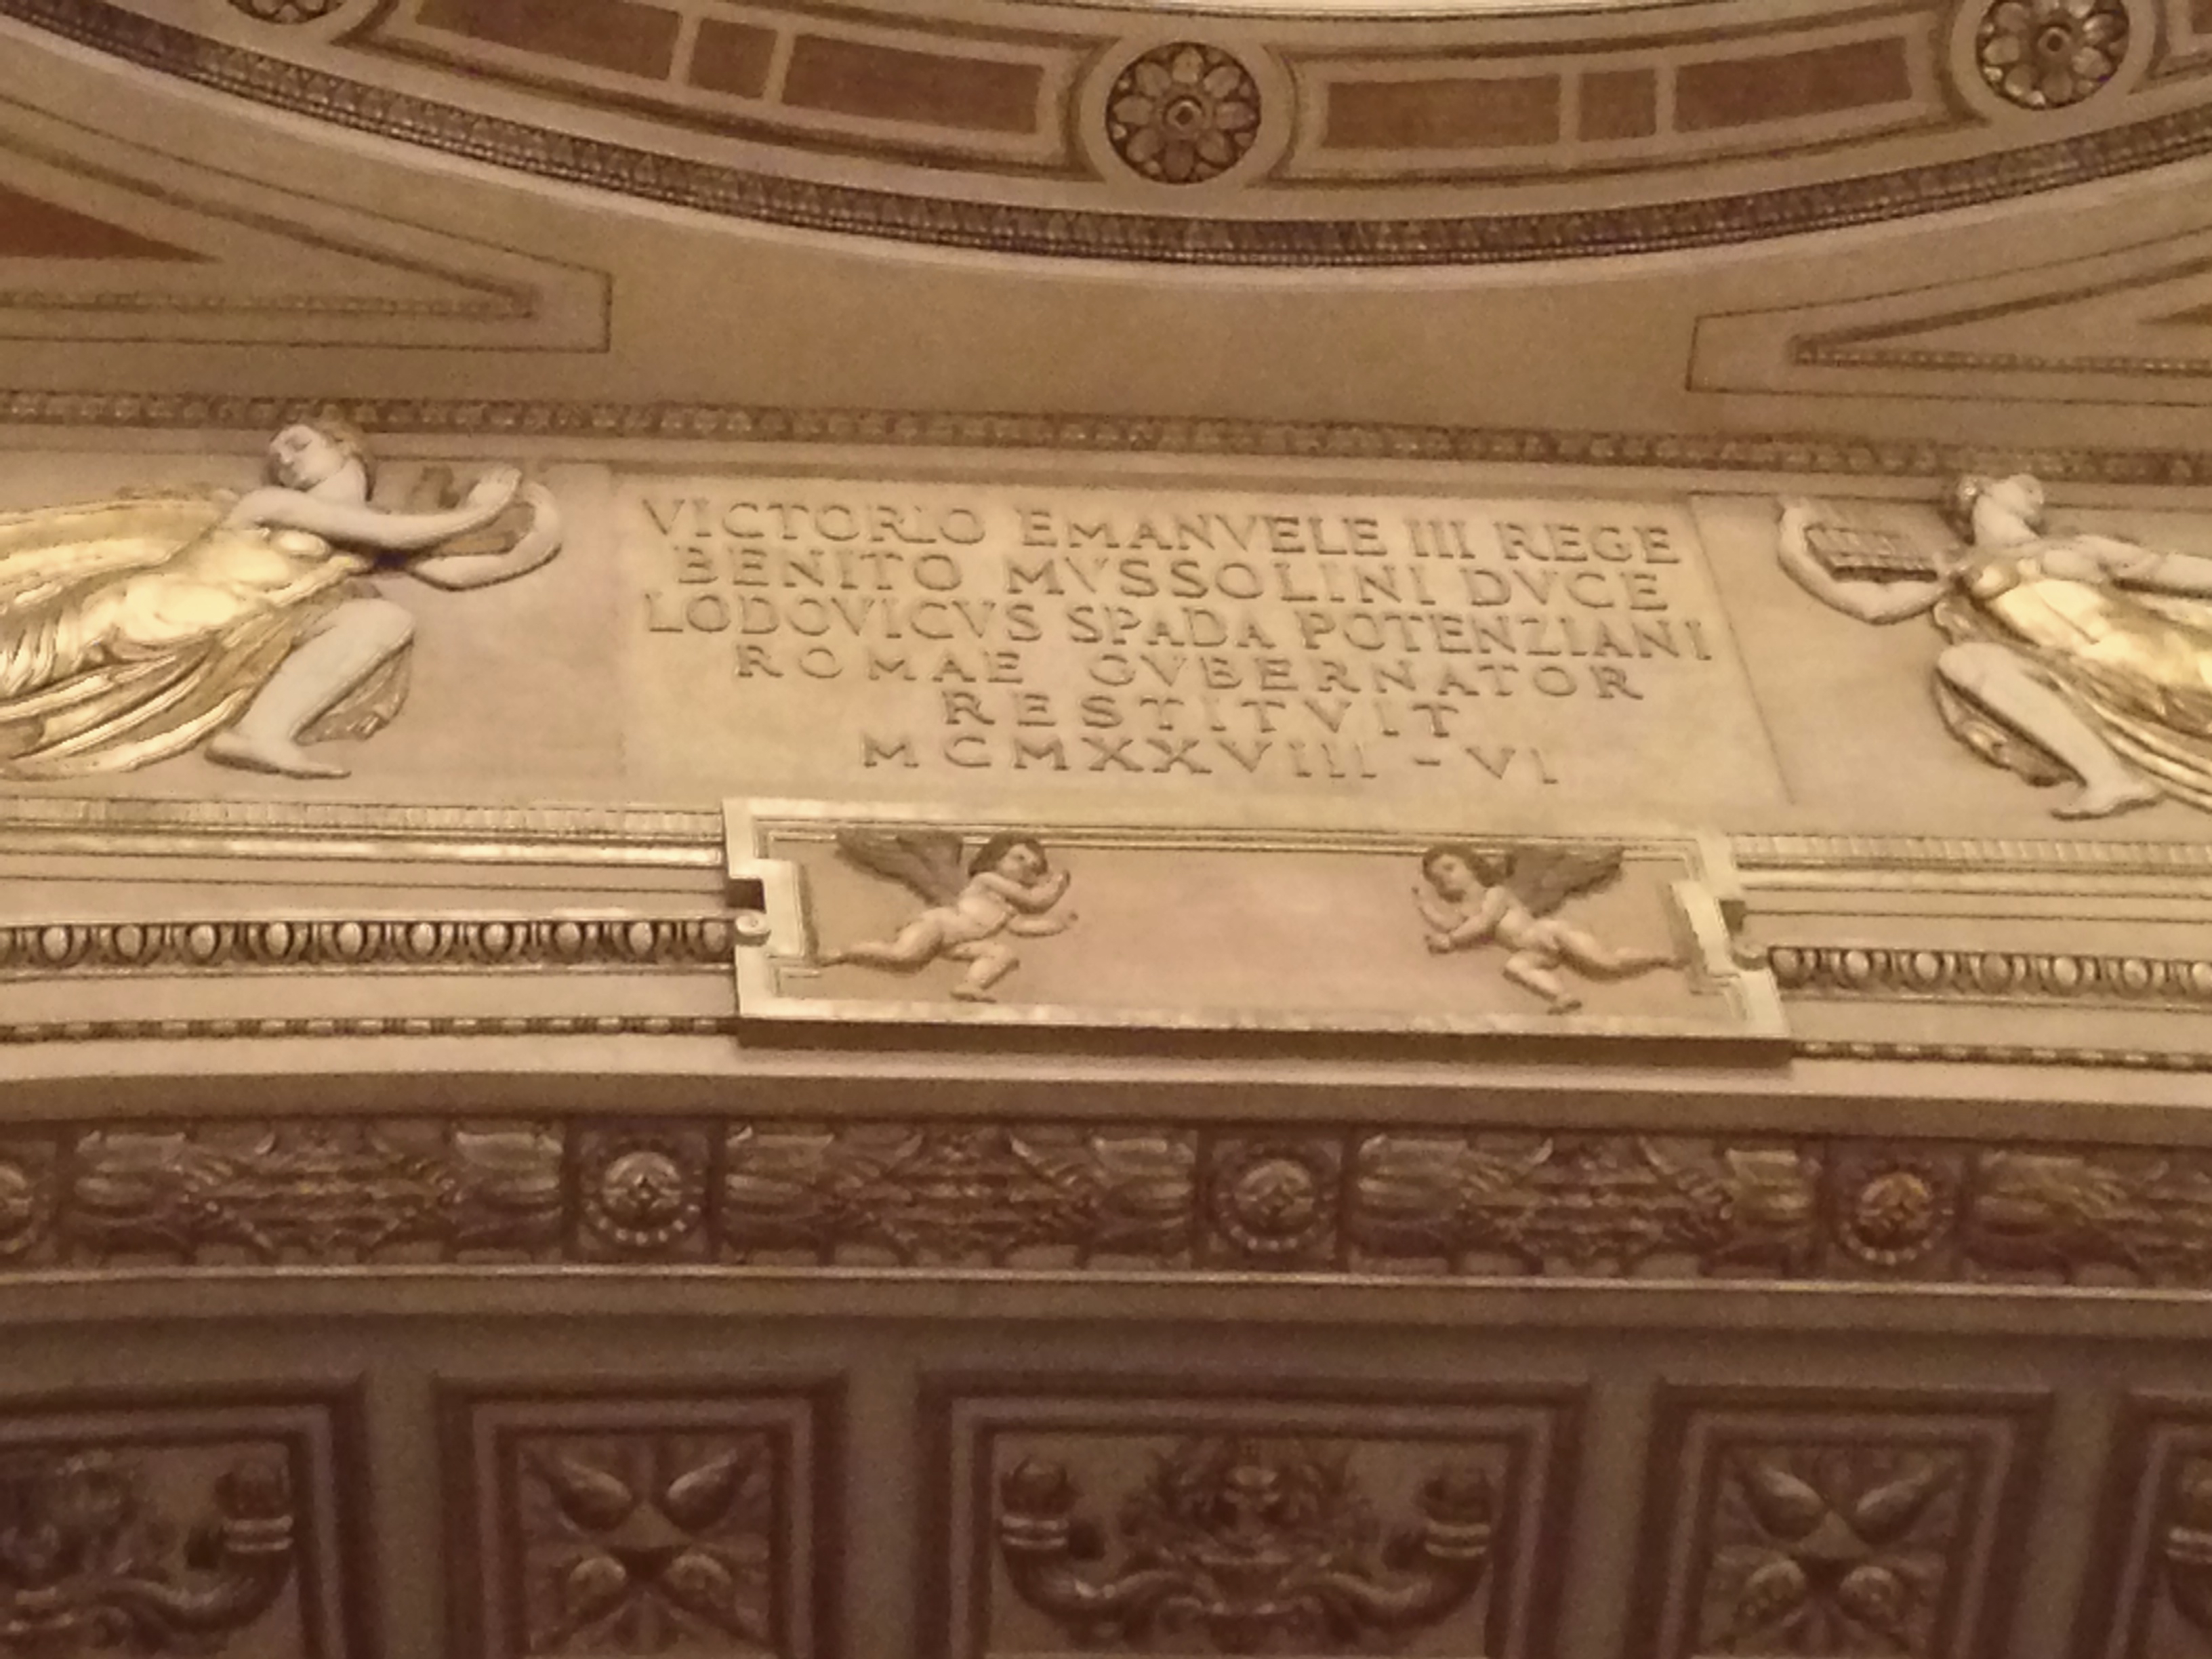 VICTORIO EMANVELE III REGE
BENITO MVSSOLINI DVCE
LODOVICVS SPADA POTENZIANI
ROMAE GVBERNATOR
RESTITVIT
MCMXXVIII - VI